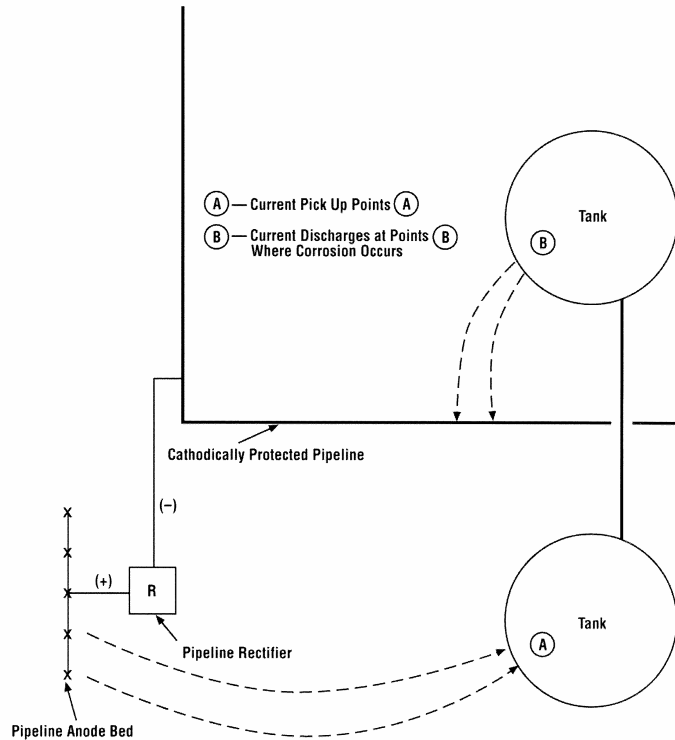 A — Current Pick Up Points A
B — Current Discharges at Points B
Where Corrosion Occurs
Tank
B
Cathodically Protected Pipeline
(–)
(+)
R
Pipeline Rectifier
Tank
A
Pipeline Anode Bed